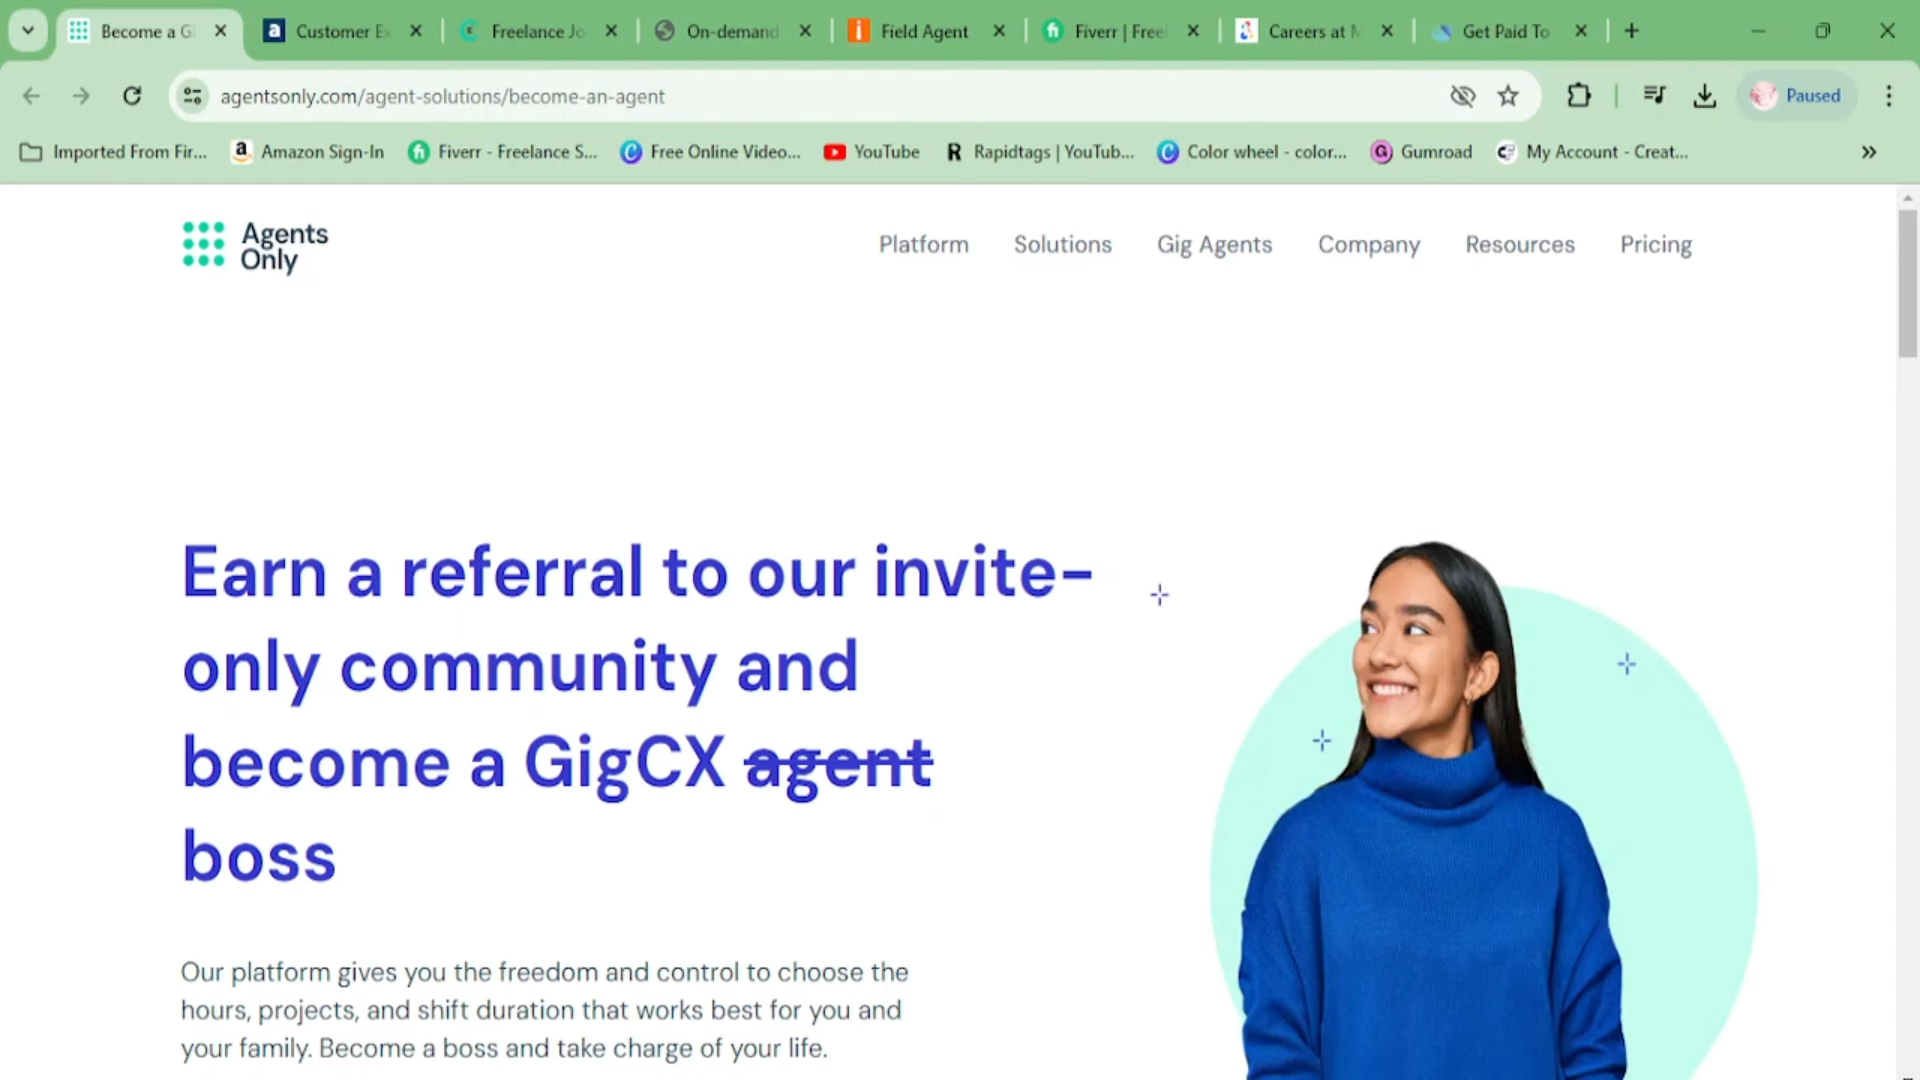 Become a Gi
Customer Ex
Freelance Jo
On-demand
Field Agent
Fiverr | Freel
Careers at M
Get Paid To
agentsonly.com/agent-solutions/become-an-agent
Paused
Imported From Fir...
Amazon Sign-In
Fiverr - Freelance S...
Free Online Video...
YouTube
Rapidtags | YouTub...
Color wheel - color...
Gumroad
My Account - Creat...
Agents
Only
Platform
Solutions
Gig Agents
Company
Resources
Pricing
Earn a referral to our invite-
only community and
become a GigCX agent
boss
Our platform gives you the freedom and control to choose the
hours, projects, and shift duration that works best for you and
your family. Become a boss and take charge of your life.